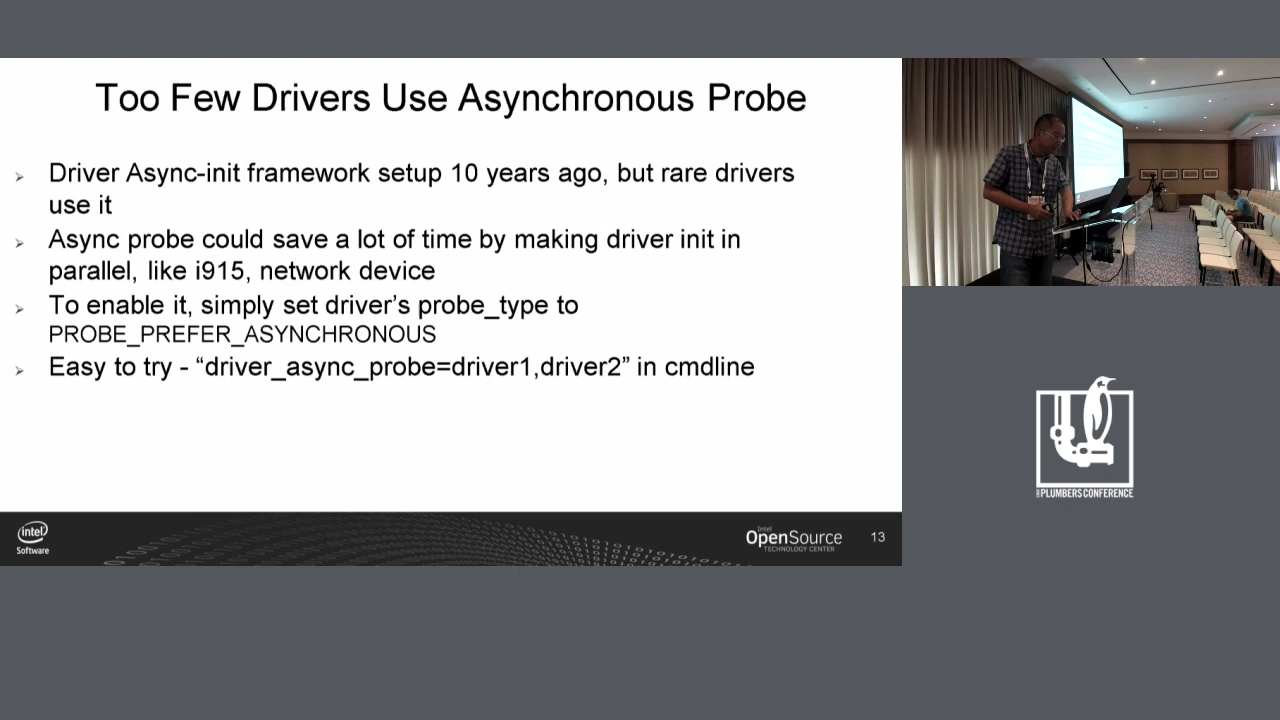 Too Few Drivers Use Asynchronous Probe
Driver Async-init framework setup 10 years ago, but rare drivers
use it
Async probe could save a lot of time by making driver init in
parallel, like i915, network device
To enable it, simply set driver’s probe_type to
PROBE_PREFER_ASYNCHRONOUS
Easy to try - “driver_async_probe=driver1,driver2” in cmdline
intel
Software
Intel
OpenSource
TECHNOLOGY CENTER
13
PLUMBERS CONFERENCE